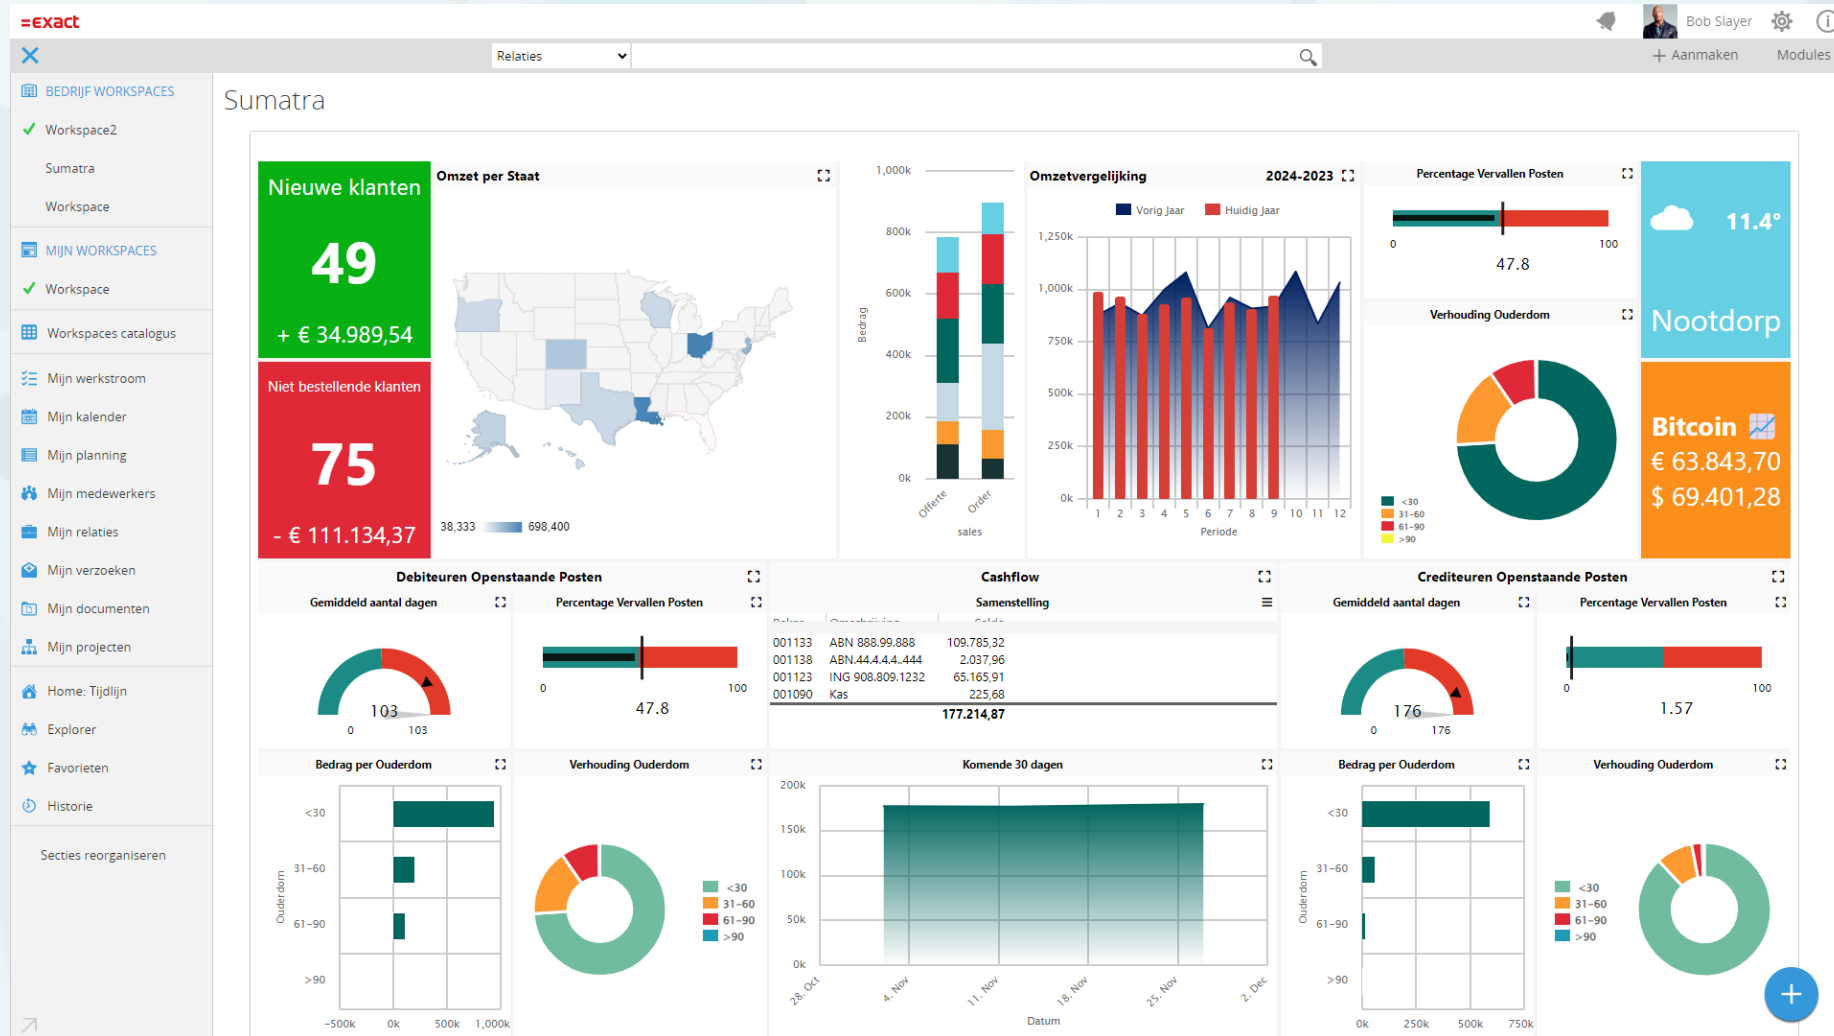 =exact
Bob Slayer
Relaties
Aanmaken
Modules
BEDRIJF WORKSPACES
Workspace2
Sumatra
Workspace
MIJN WORKSPACES
Workspace
Workspaces catalogus
Mijn werkstroom
Mijn kalender
Mijn planning
Mijn medewerkers
Mijn relaties
Mijn verzoeken
Mijn documenten
Mijn projecten
Home: Tijdlijn
Explorer
Favorieten
Historie
Secties reorganiseren
Sumatra
Nieuwe klanten
49
+ € 34.989,54
Niet bestellende klanten
75
- € 111.134,37
Omzet per Staat
38,333
698,400
1,000k
800k
600k
400k
200k
0k
Bedrag
Offerte
Order
sales
Omzetvergelijking
2024-2023
Vorig Jaar
Huidig Jaar
1,250k
1,000k
750k
500k
250k
0k
1 2 3 4 5 6 7 8 9 10 11 12
Periode
Percentage Vervallen Posten
0
100
47.8
Verhouding Ouderdom
<30
31-60
61-90
>90
11.4°
Nootdorp
Bitcoin
€ 63.843,70
$ 69.401,28
Debiteuren Openstaande Posten
Gemiddeld aantal dagen
103
0
103
Percentage Vervallen Posten
0
100
47.8
Bedrag per Ouderdom
Ouderdom
<30
31-60
61-90
>90
-500k 0k 500k 1,000k
Verhouding Ouderdom
<30
31-60
61-90
>90
Cashflow
Samenstelling
001133 ABN 888.99.888 109.785,32
001138 ABN.44.4.4.4..444 2.037,96
001123 ING 908.809.1232 65.165,91
001090 Kas 225,68
177.214,87
Komende 30 dagen
200k
150k
100k
50k
0k
28. Oct
4. Nov
11. Nov
18. Nov
25. Nov
2. Dec
Datum
Crediteuren Openstaande Posten
Gemiddeld aantal dagen
176
0
176
Percentage Vervallen Posten
0
100
1.57
Bedrag per Ouderdom
Ouderdom
<30
31-60
61-90
>90
0k 250k 500k 750k
Verhouding Ouderdom
<30
31-60
61-90
>90